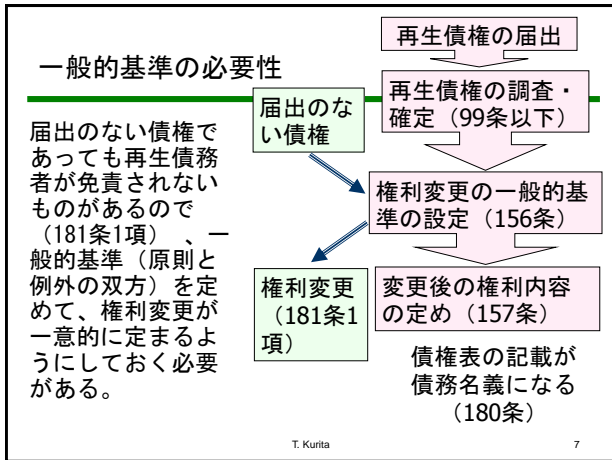 一般的基準の必要性
届出のない債権で
あっても再生債務
者が免責されない
ものがあるので
(181条1項) 、一
般的基準(原則と
例外の双方)を定
めて、権利変更が
一意的に定まるよ
うにしておく必要
がある。
届出のな
い債権
権利変更
(181条1
項)
再生債権の届出
再生債権の調査・
確定(99条以下)
権利変更の一般的基
準の設定(156条)
変更後の権利内容
の定め(157条)
債権表の記載が
債務名義になる
(180条)
T. Kurita
7